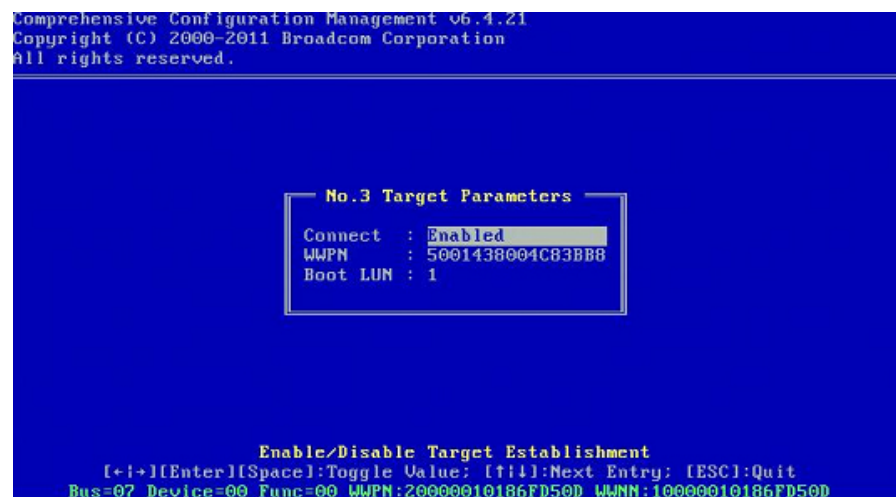 Comprehensive Configuration Management v6.4.21
Copyright (C) 2000-2011 Broadcom Corporation
All rights reserved.
No.3 Target Parameters
Connect : Enabled
WWPN : 5001438004C83BB8
Boot LUN : 1
Enable/Disable Target Establishment
[←|→][Enter][Space]:Toggle Value; [↑|↓]:Next Entry; [ESC]:Quit
Bus=07 Device=00 Func=00 WWPN:20000010186FD50D WWNN:10000010186FD50D